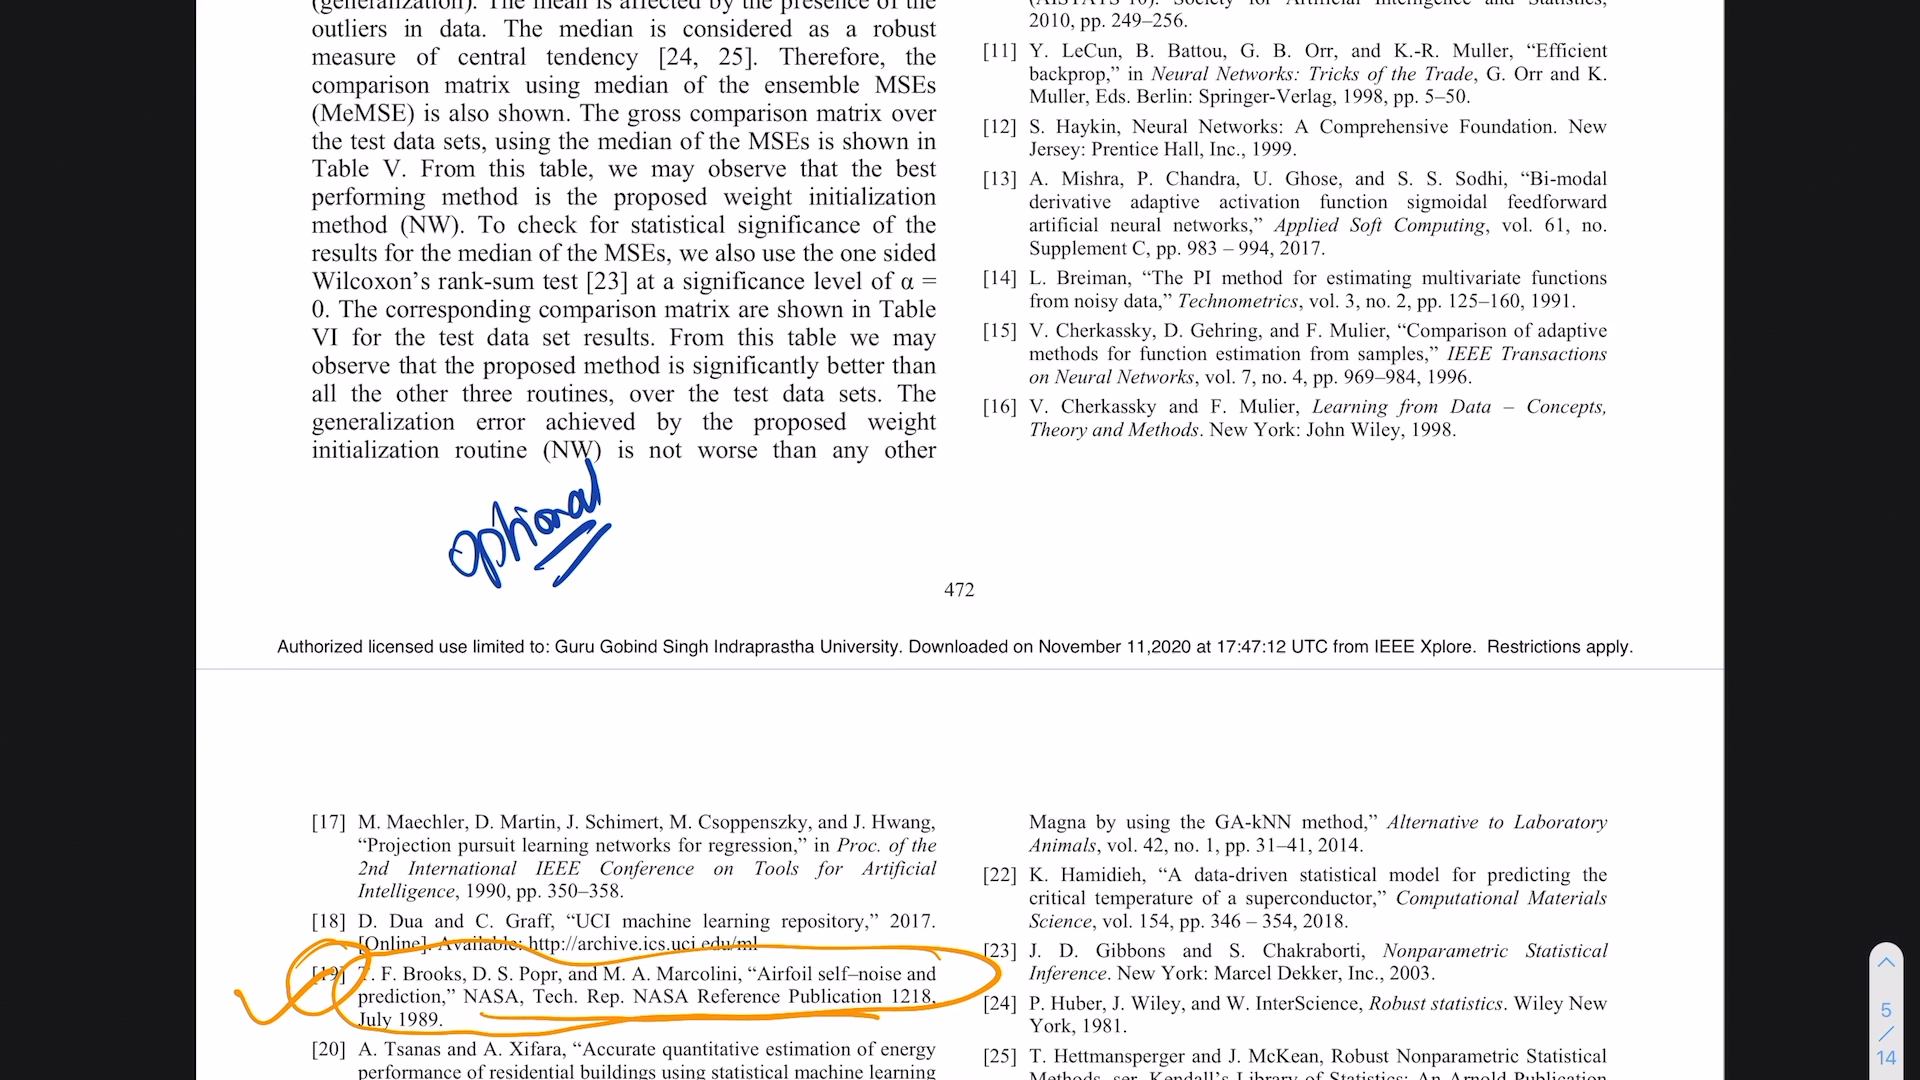 (generalization). The mean is affected by the presence of the
outliers in data. The median is considered as a robust
measure of central tendency [24, 25]. Therefore, the
comparison matrix using median of the ensemble MSEs
(MeMSE) is also shown. The gross comparison matrix over
the test data sets, using the median of the MSEs is shown in
Table V. From this table, we may observe that the best
performing method is the proposed weight initialization
method (NW). To check for statistical significance of the
results for the median of the MSEs, we also use the one sided
Wilcoxon’s rank-sum test [23] at a significance level of α =
0. The corresponding comparison matrix are shown in Table
VI for the test data set results. From this table we may
observe that the proposed method is significantly better than
all the other three routines, over the test data sets. The
generalization error achieved by the proposed weight
initialization routine (NW) is not worse than any other
optional
(AISTATS’10). Society for Artificial Intelligence and Statistics,
2010, pp. 249–256.
[11] Y. LeCun, B. Battou, G. B. Orr, and K.-R. Muller, “Efficient
backprop,” in Neural Networks: Tricks of the Trade, G. Orr and K.
Muller, Eds. Berlin: Springer-Verlag, 1998, pp. 5–50.
[12] S. Haykin, Neural Networks: A Comprehensive Foundation. New
Jersey: Prentice Hall, Inc., 1999.
[13] A. Mishra, P. Chandra, U. Ghose, and S. S. Sodhi, “Bi-modal
derivative adaptive activation function sigmoidal feedforward
artificial neural networks,” Applied Soft Computing, vol. 61, no.
Supplement C, pp. 983 – 994, 2017.
[14] L. Breiman, “The PI method for estimating multivariate functions
from noisy data,” Technometrics, vol. 3, no. 2, pp. 125–160, 1991.
[15] V. Cherkassky, D. Gehring, and F. Mulier, “Comparison of adaptive
methods for function estimation from samples,” IEEE Transactions
on Neural Networks, vol. 7, no. 4, pp. 969–984, 1996.
[16] V. Cherkassky and F. Mulier, Learning from Data – Concepts,
Theory and Methods. New York: John Wiley, 1998.
472
Authorized licensed use limited to: Guru Gobind Singh Indraprastha University. Downloaded on November 11,2020 at 17:47:12 UTC from IEEE Xplore. Restrictions apply.
[17] M. Maechler, D. Martin, J. Schimert, M. Csoppenszky, and J. Hwang,
“Projection pursuit learning networks for regression,” in Proc. of the
2nd International IEEE Conference on Tools for Artificial
Intelligence, 1990, pp. 350–358.
[18] D. Dua and C. Graff, “UCI machine learning repository,” 2017.
[Online]. Available: http://archive.ics.uci.edu/ml
[19] T. F. Brooks, D. S. Popr, and M. A. Marcolini, “Airfoil self–noise and
prediction,” NASA, Tech. Rep. NASA Reference Publication 1218,
July 1989.
[20] A. Tsanas and A. Xifara, “Accurate quantitative estimation of energy
performance of residential buildings using statistical machine learning
Magna by using the GA-kNN method,” Alternative to Laboratory
Animals, vol. 42, no. 1, pp. 31–41, 2014.
[22] K. Hamidieh, “A data-driven statistical model for predicting the
critical temperature of a superconductor,” Computational Materials
Science, vol. 154, pp. 346 – 354, 2018.
[23] J. D. Gibbons and S. Chakraborti, Nonparametric Statistical
Inference. New York: Marcel Dekker, Inc., 2003.
[24] P. Huber, J. Wiley, and W. InterScience, Robust statistics. Wiley New
York, 1981.
[25] T. Hettmansperger and J. McKean, Robust Nonparametric Statistical
Methods, ser. Kendall’s Library of Statistics: An Arnold Publication
5
/
14